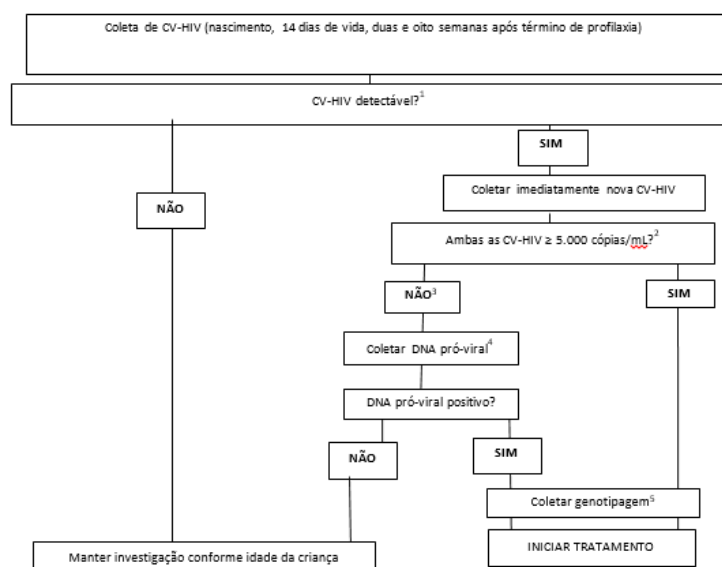 Coleta de CV-HIV (nascimento, 14 dias de vida, duas e oito semanas após término de profilaxia)
CV-HIV detectável?¹
SIM
NÃO
Coletar imediatamente nova CV-HIV
Ambas as CV-HIV ≥ 5.000 cópias/mL?²
NÃO³
SIM
Coletar DNA pró-viral⁴
DNA pró-viral positivo?
NÃO
SIM
Coletar genotipagem⁵
Manter investigação conforme idade da criança
INICIAR TRATAMENTO